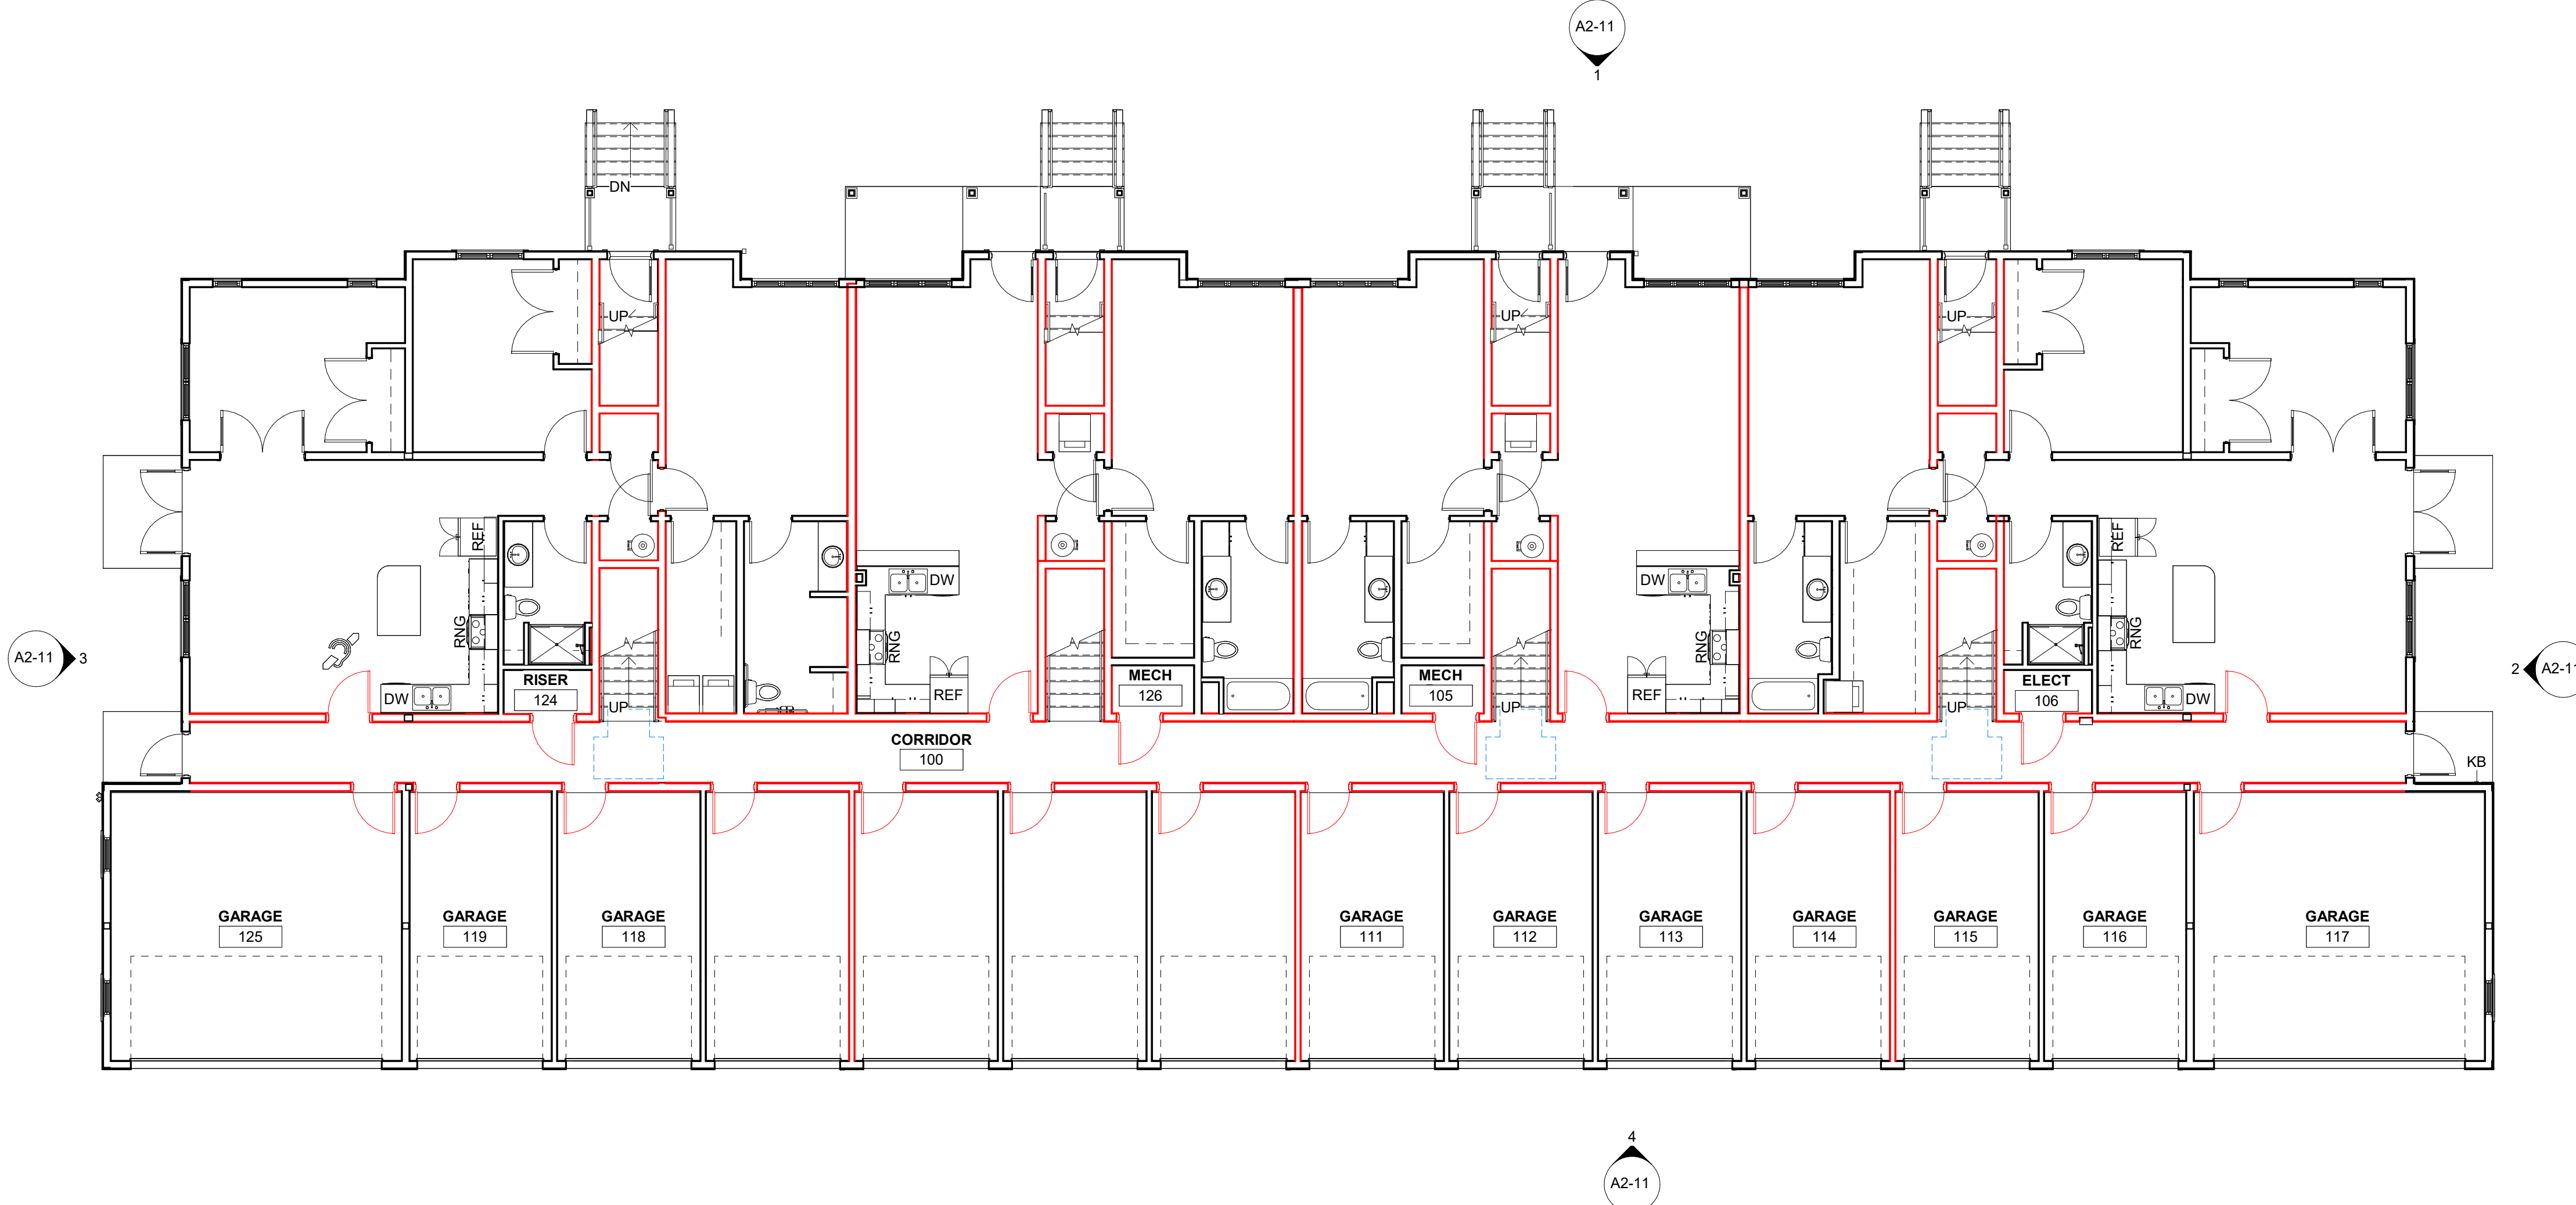 A2-11
1
DN
UP
UP
UP
REF
REF
DW
DW
RNG
RNG
RNG
RNG
A2-11
3
2
A2-11
RISER
124
MECH
126
MECH
105
ELECT
106
DW
REF
REF
DW
UP
UP
UP
CORRIDOR
100
KB
GARAGE
125
GARAGE
119
GARAGE
118
GARAGE
111
GARAGE
112
GARAGE
113
GARAGE
114
GARAGE
115
GARAGE
116
GARAGE
117
4
A2-11